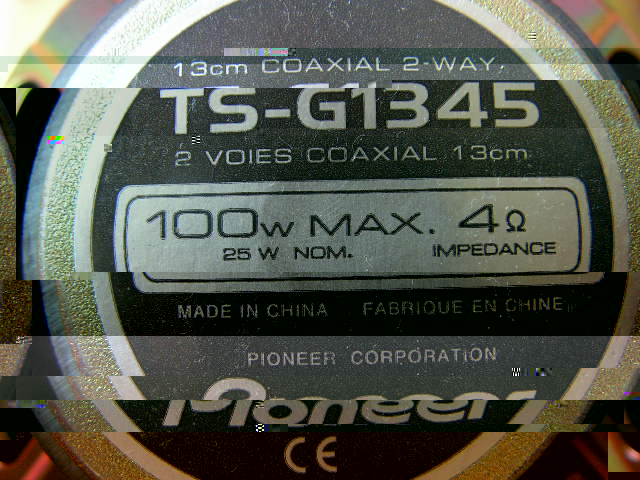 13cm COAXIAL 2-WAY,
TS-G1345
2 VOIES COAXIAL 13cm
100W MAX. 4Ω
25 W NOM. IMPEDANCE
MADE IN CHINA FABRIQUE EN CHINE
PIONEER CORPORATION
Pioneer
CE